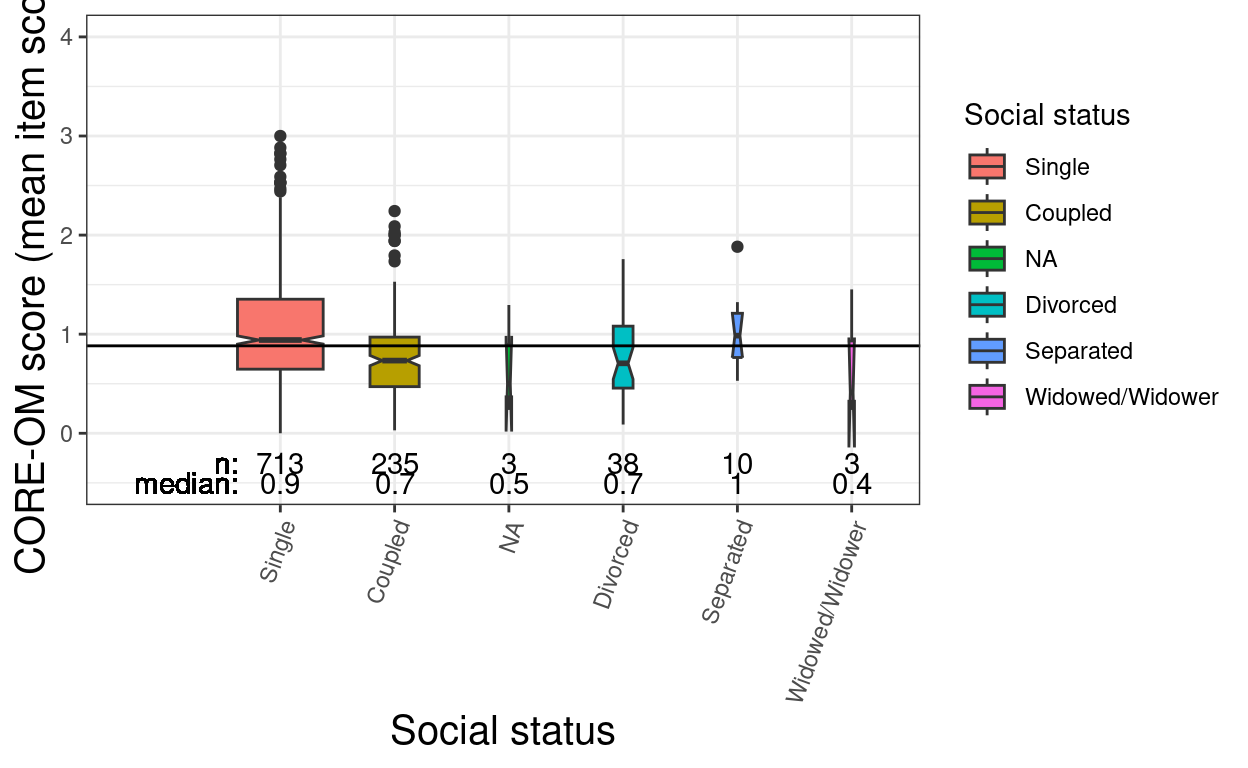 CORE-OM score (mean item sco
4
3
2
1
0
n: 713 235 3 38 10 3
median: 0.9 0.7 0.5 0.7 1 0.4
Single
Coupled
NA
Divorced
Separated
Widowed/Widower
Social status
Social status
Single
Coupled
NA
Divorced
Separated
Widowed/Widower